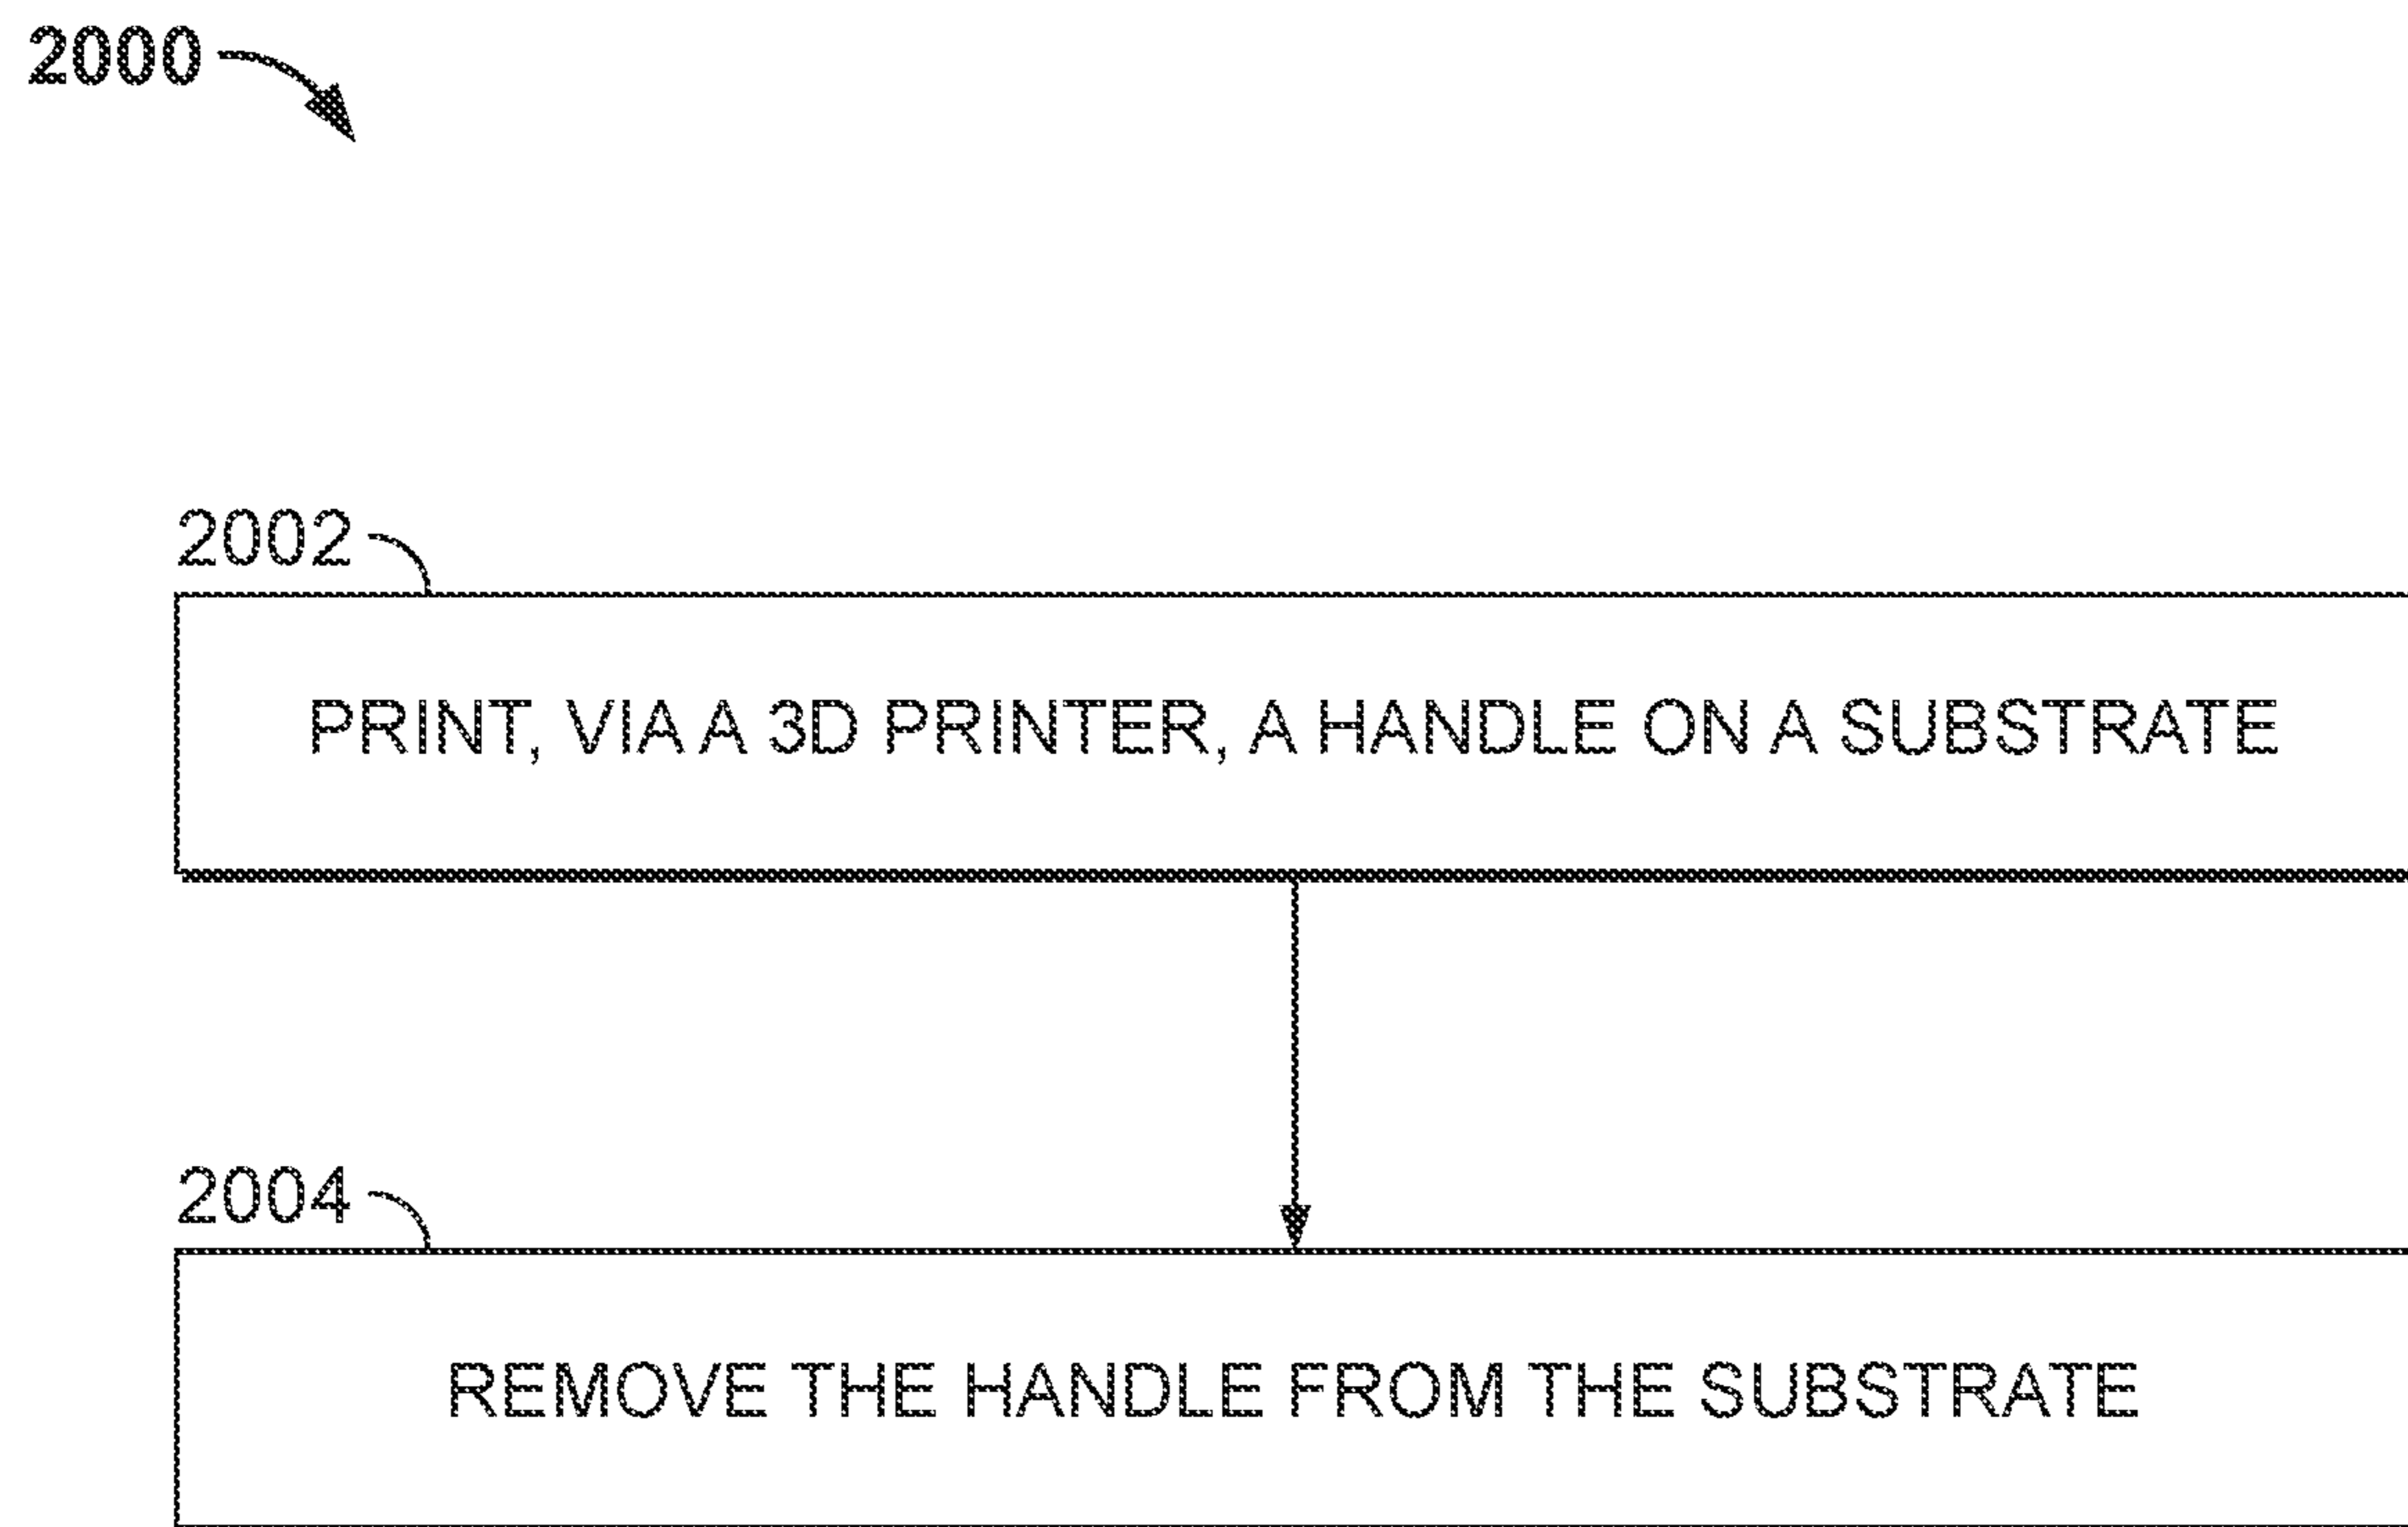 2000
2002
PRINT, VIA A 3D PRINTER, A HANDLE ON A SUBSTRATE
2004
REMOVE THE HANDLE FROM THE SUBSTRATE